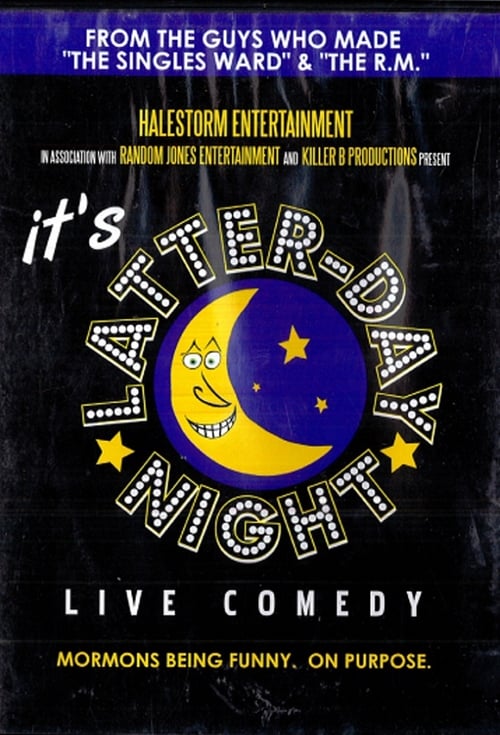 FROM THE GUYS WHO MADE
"THE SINGLES WARD" & "THE R.M."
HALESTORM ENTERTAINMENT
IN ASSOCIATION WITH RANDOM JONES ENTERTAINMENT AND KILLER B PRODUCTIONS PRESENT
it's
LATTER-DAY
NIGHT
LIVE COMEDY
MORMONS BEING FUNNY. ON PURPOSE.